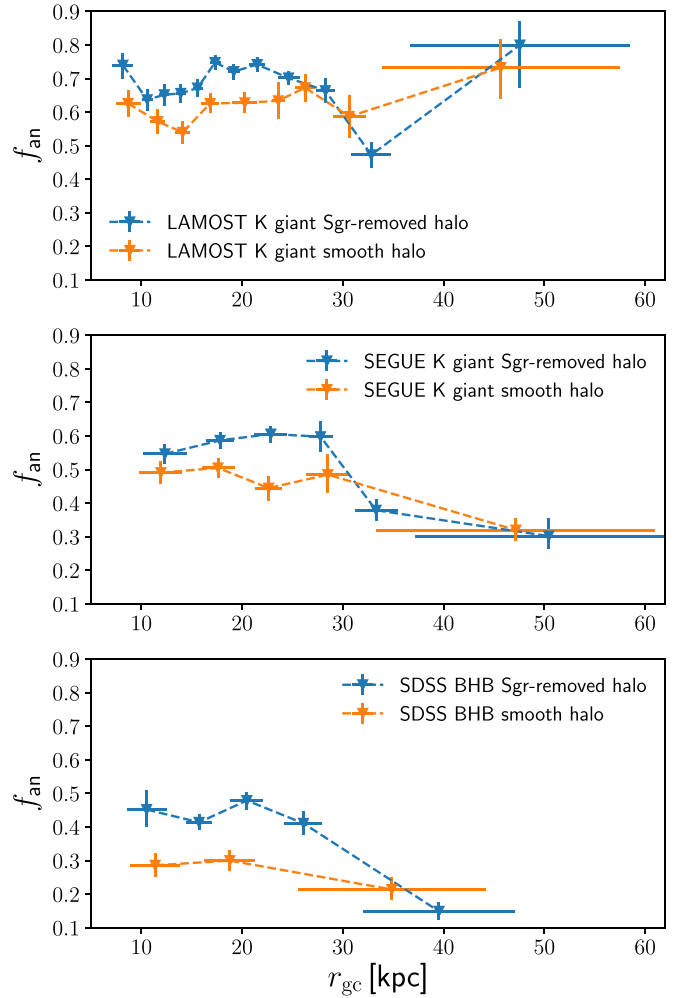 0.9
0.8
0.7
0.6
0.5
0.4
0.3
0.2
0.1
f_an
LAMOST K giant Sgr-removed halo
LAMOST K giant smooth halo
10 20 30 40 50 60
0.9
0.8
0.7
0.6
0.5
0.4
0.3
0.2
0.1
f_an
SEGUE K giant Sgr-removed halo
SEGUE K giant smooth halo
10 20 30 40 50 60
0.9
0.8
0.7
0.6
0.5
0.4
0.3
0.2
0.1
f_an
SDSS BHB Sgr-removed halo
SDSS BHB smooth halo
10 20 30 40 50 60
r_gc [kpc]